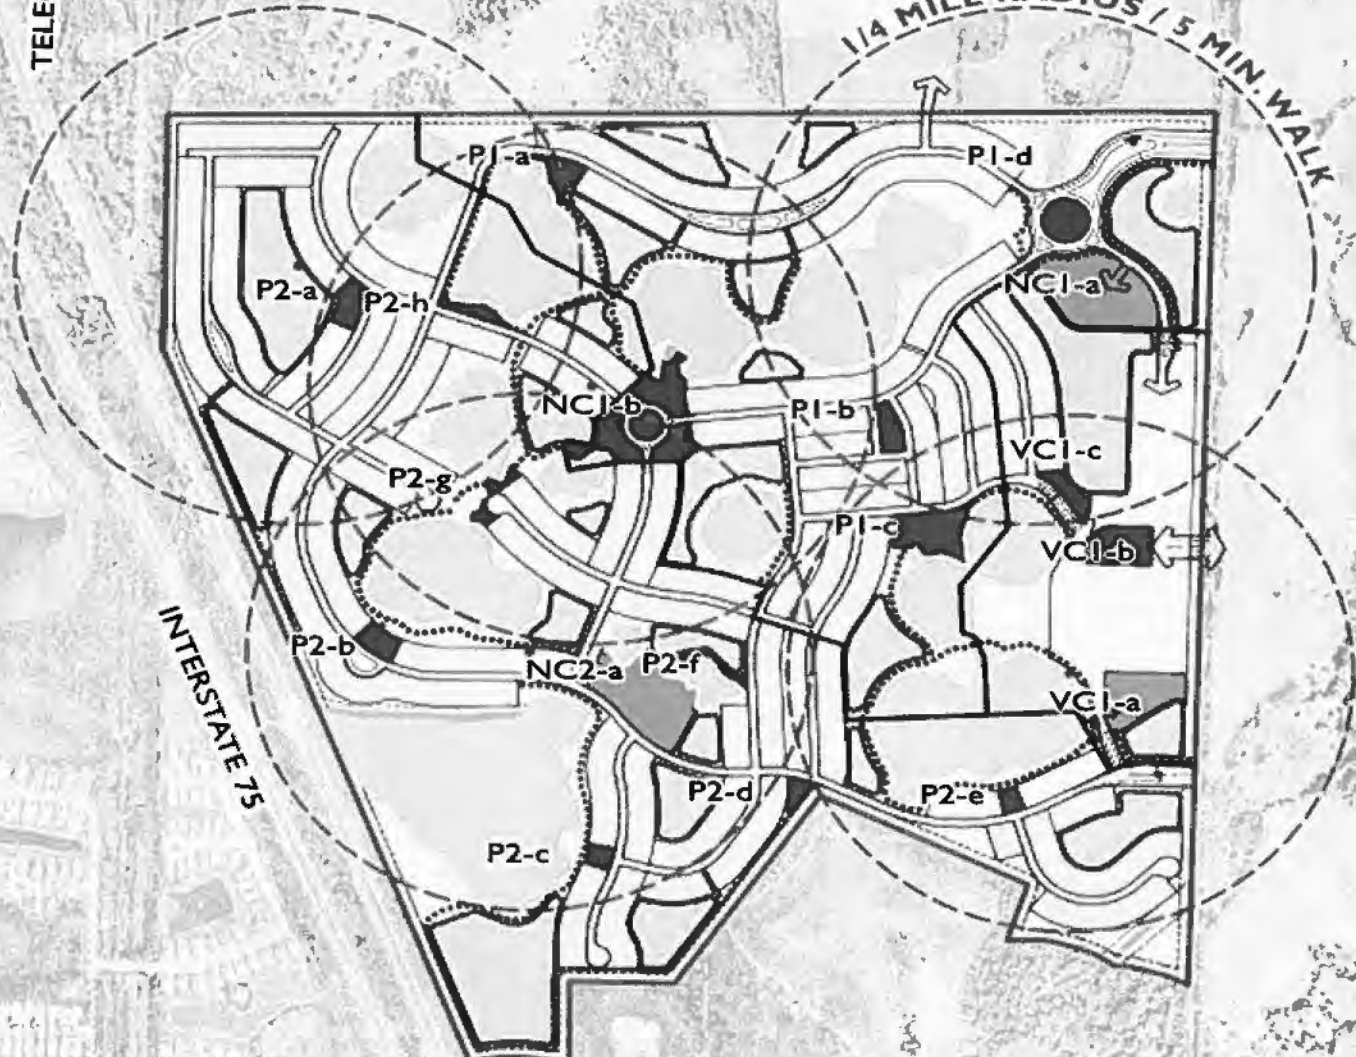 TELE
1/4 MILE RADIUS / 5 MIN. WALK
P1-a
P1-d
NC1-a
P2-a
P2-h
NC1-b
P1-b
VC1-c
P2-g
P1-c
VC1-b
INTERSTATE 75
P2-b
NC2-a
P2-f
VC1-a
P2-d
P2-e
P2-c